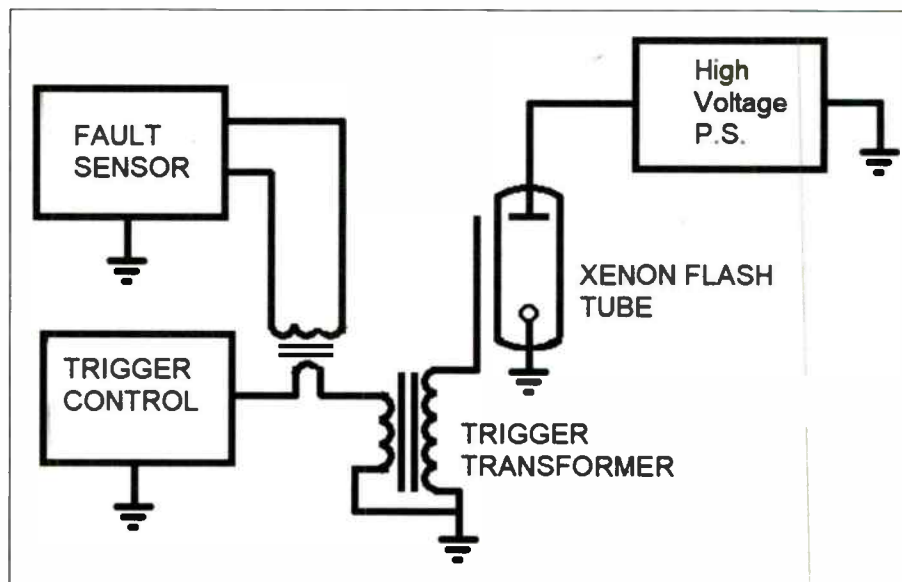 FAULT
SENSOR
High
Voltage
P.S.
XENON FLASH
TUBE
TRIGGER
CONTROL
TRIGGER
TRANSFORMER